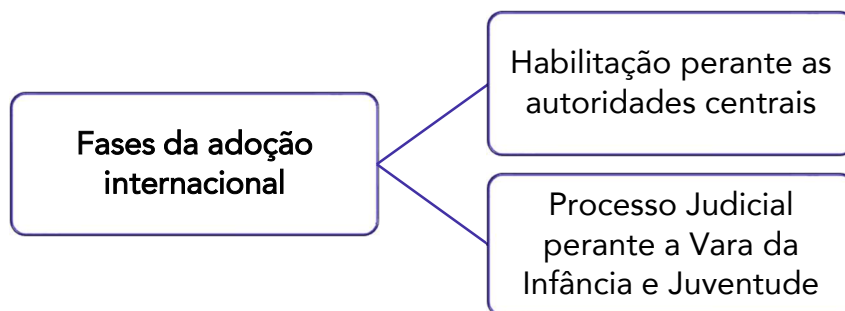 Fases da adoção
internacional
Habilitação perante as
autoridades centrais
Processo Judicial
perante a Vara da
Infância e Juventude